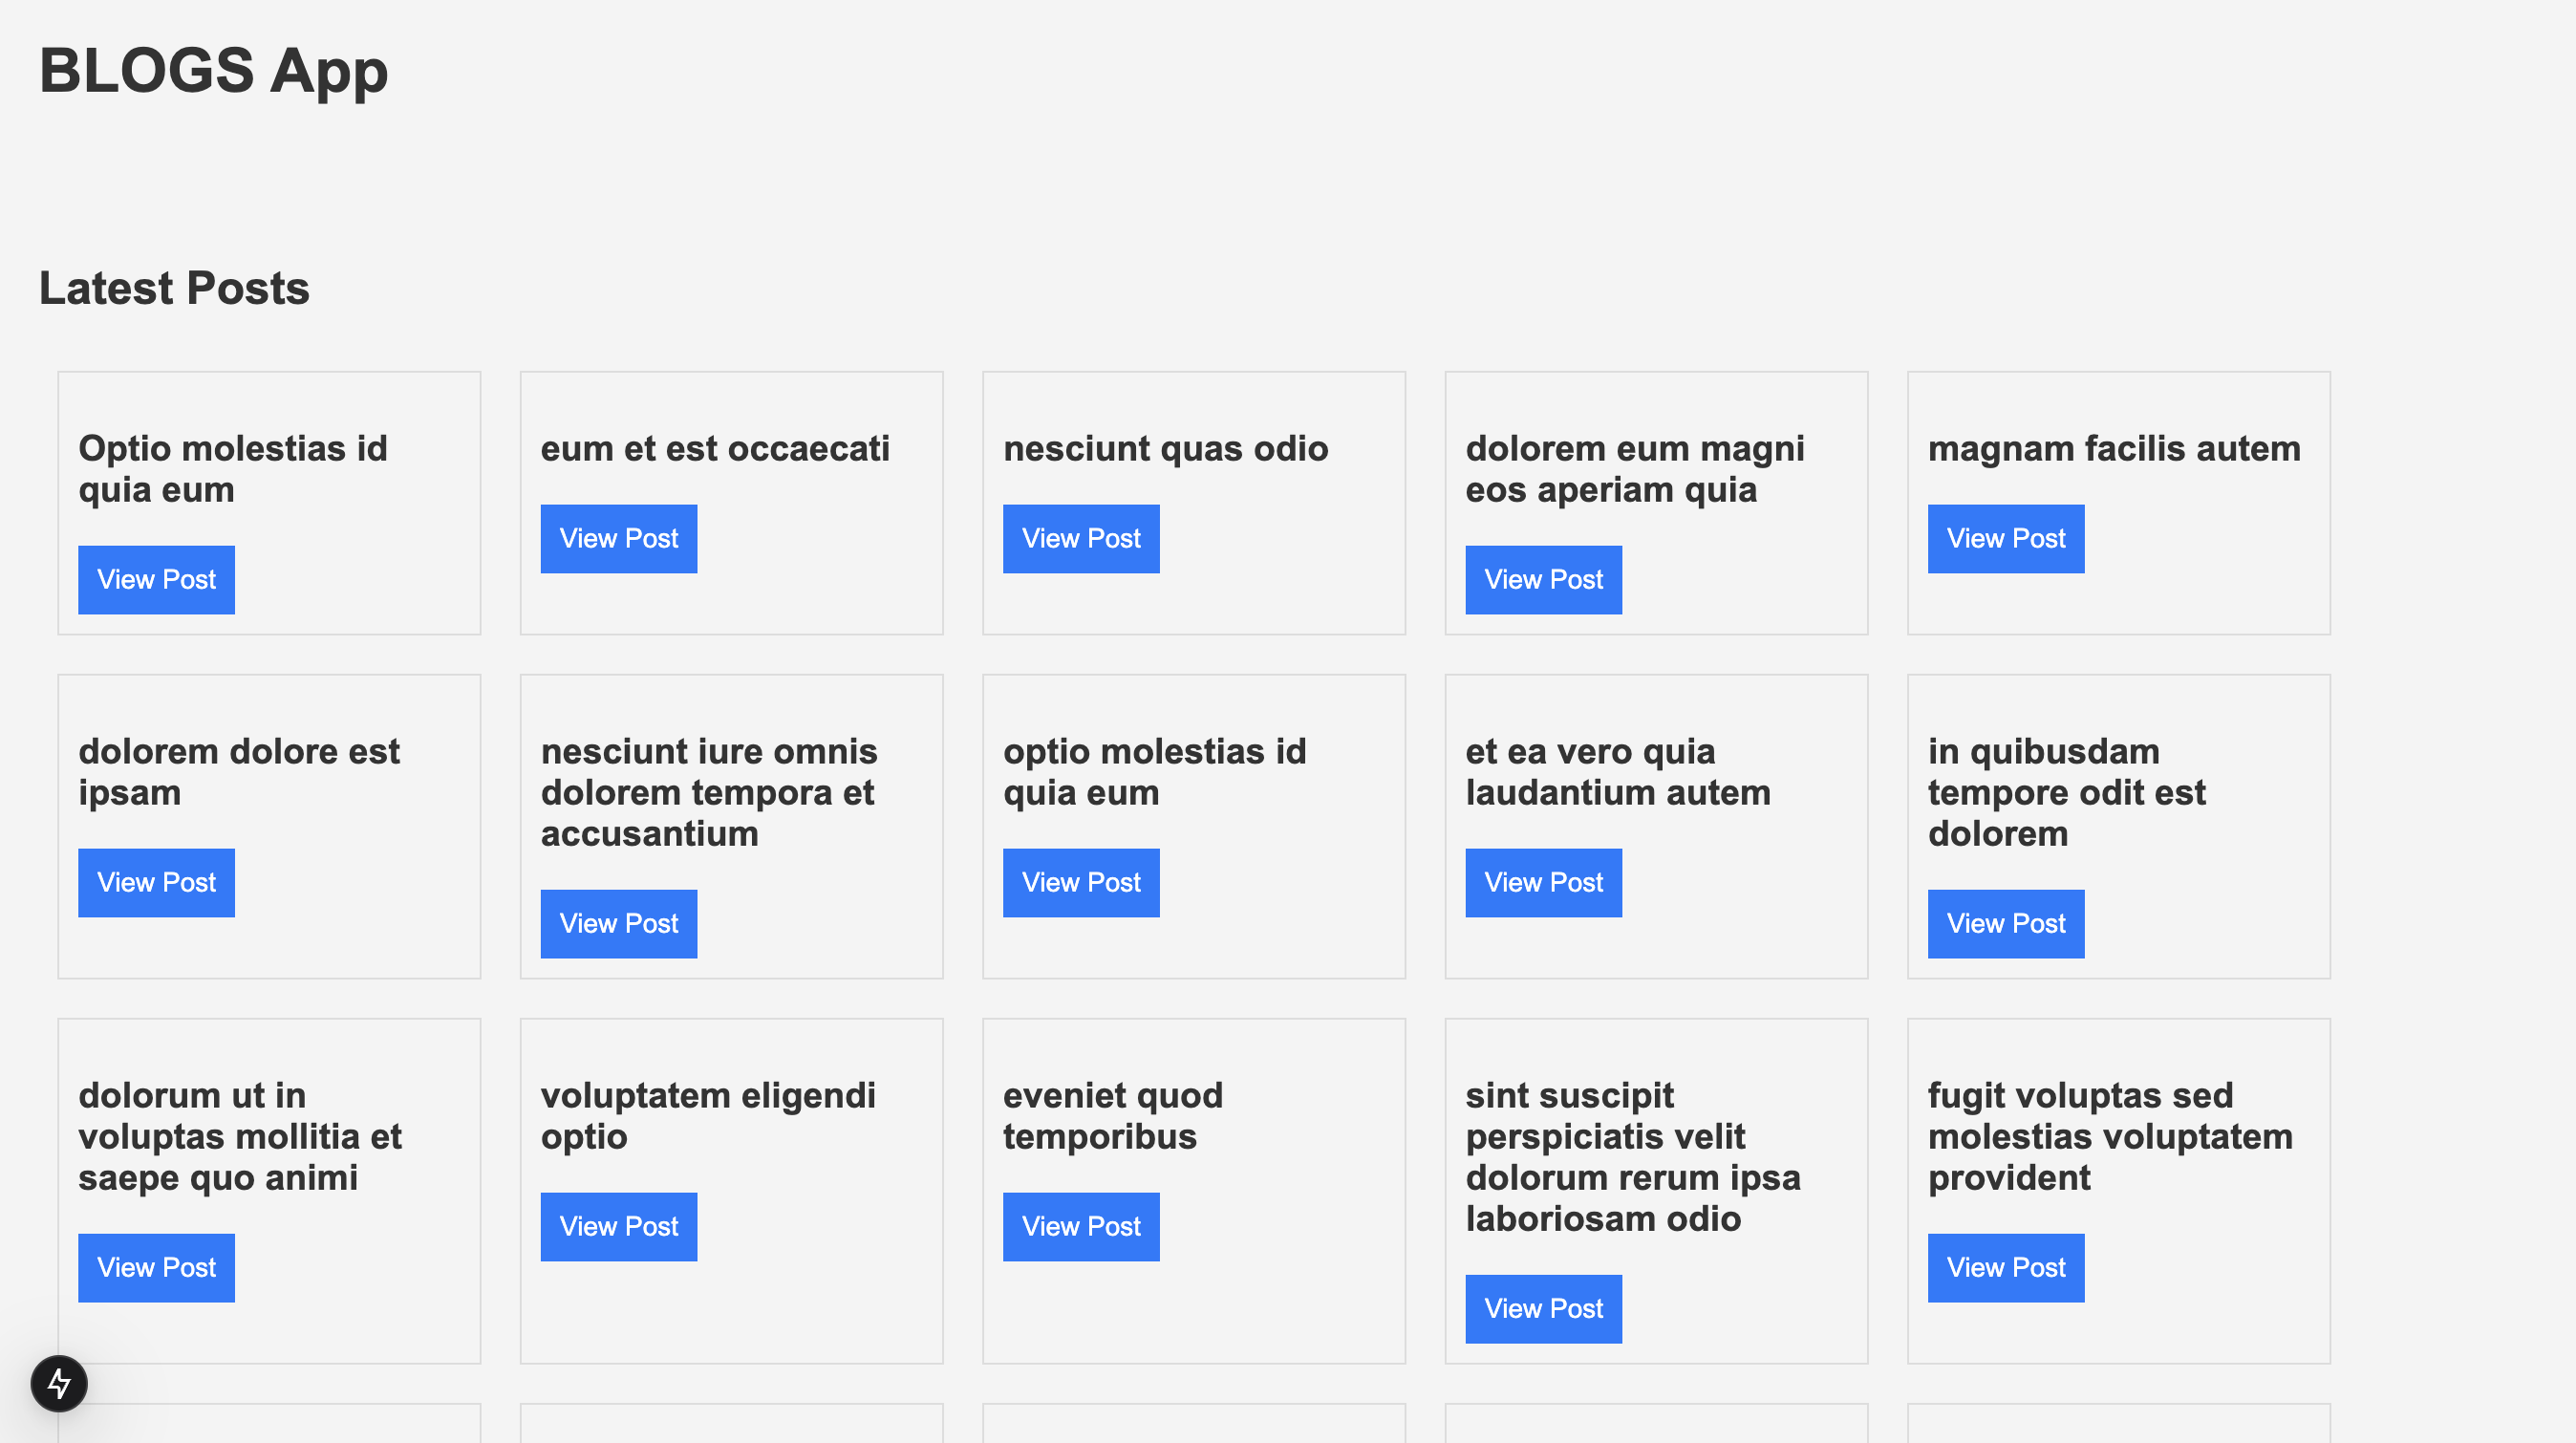 BLOGS App
Latest Posts
Optio molestias id
quia eum
View Post
eum et est occaecati
View Post
nesciunt quas odio
View Post
dolorem eum magni
eos aperiam quia
View Post
magnam facilis autem
View Post
dolorem dolore est
ipsam
View Post
nesciunt iure omnis
dolorem tempora et
accusantium
View Post
optio molestias id
quia eum
View Post
et ea vero quia
laudantium autem
View Post
in quibusdam
tempore odit est
dolorem
View Post
dolorum ut in
voluptas mollitia et
saepe quo animi
View Post
voluptatem eligendi
optio
View Post
eveniet quod
temporibus
View Post
sint suscipit
perspiciatis velit
dolorum rerum ipsa
laboriosam odio
View Post
fugit voluptas sed
molestias voluptatem
provident
View Post